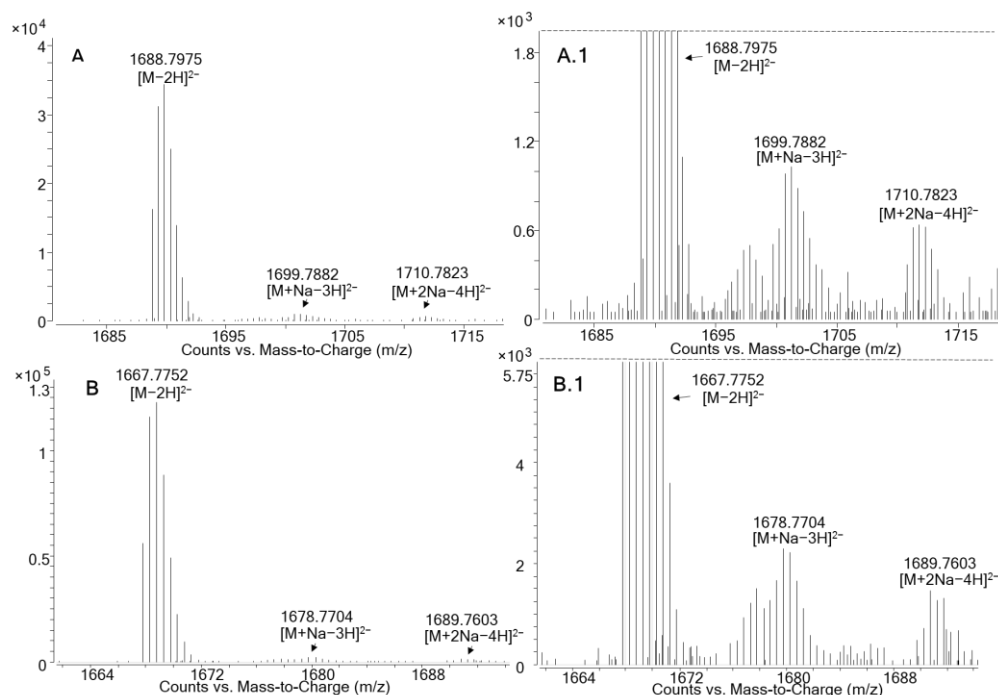 ×10⁴
A
4
3
2
1
0
1688.7975
[M−2H]²⁻
1699.7882
[M+Na−3H]²⁻
1710.7823
[M+2Na−4H]²⁻
1685 1695 1705 1715
Counts vs. Mass-to-Charge (m/z)
×10³
A.1
1.8
1.2
0.6
0
1688.7975
[M−2H]²⁻
1699.7882
[M+Na−3H]²⁻
1710.7823
[M+2Na−4H]²⁻
1685 1695 1705 1715
Counts vs. Mass-to-Charge (m/z)
×10⁵
B
1.3
1
0.5
0
1667.7752
[M−2H]²⁻
1678.7704
[M+Na−3H]²⁻
1689.7603
[M+2Na−4H]²⁻
1664 1672 1680 1688
Counts vs. Mass-to-Charge (m/z)
×10³
B.1
5.75
4
2
0
1667.7752
[M−2H]²⁻
1678.7704
[M+Na−3H]²⁻
1689.7603
[M+2Na−4H]²⁻
1664 1672 1680 1688
Counts vs. Mass-to-Charge (m/z)